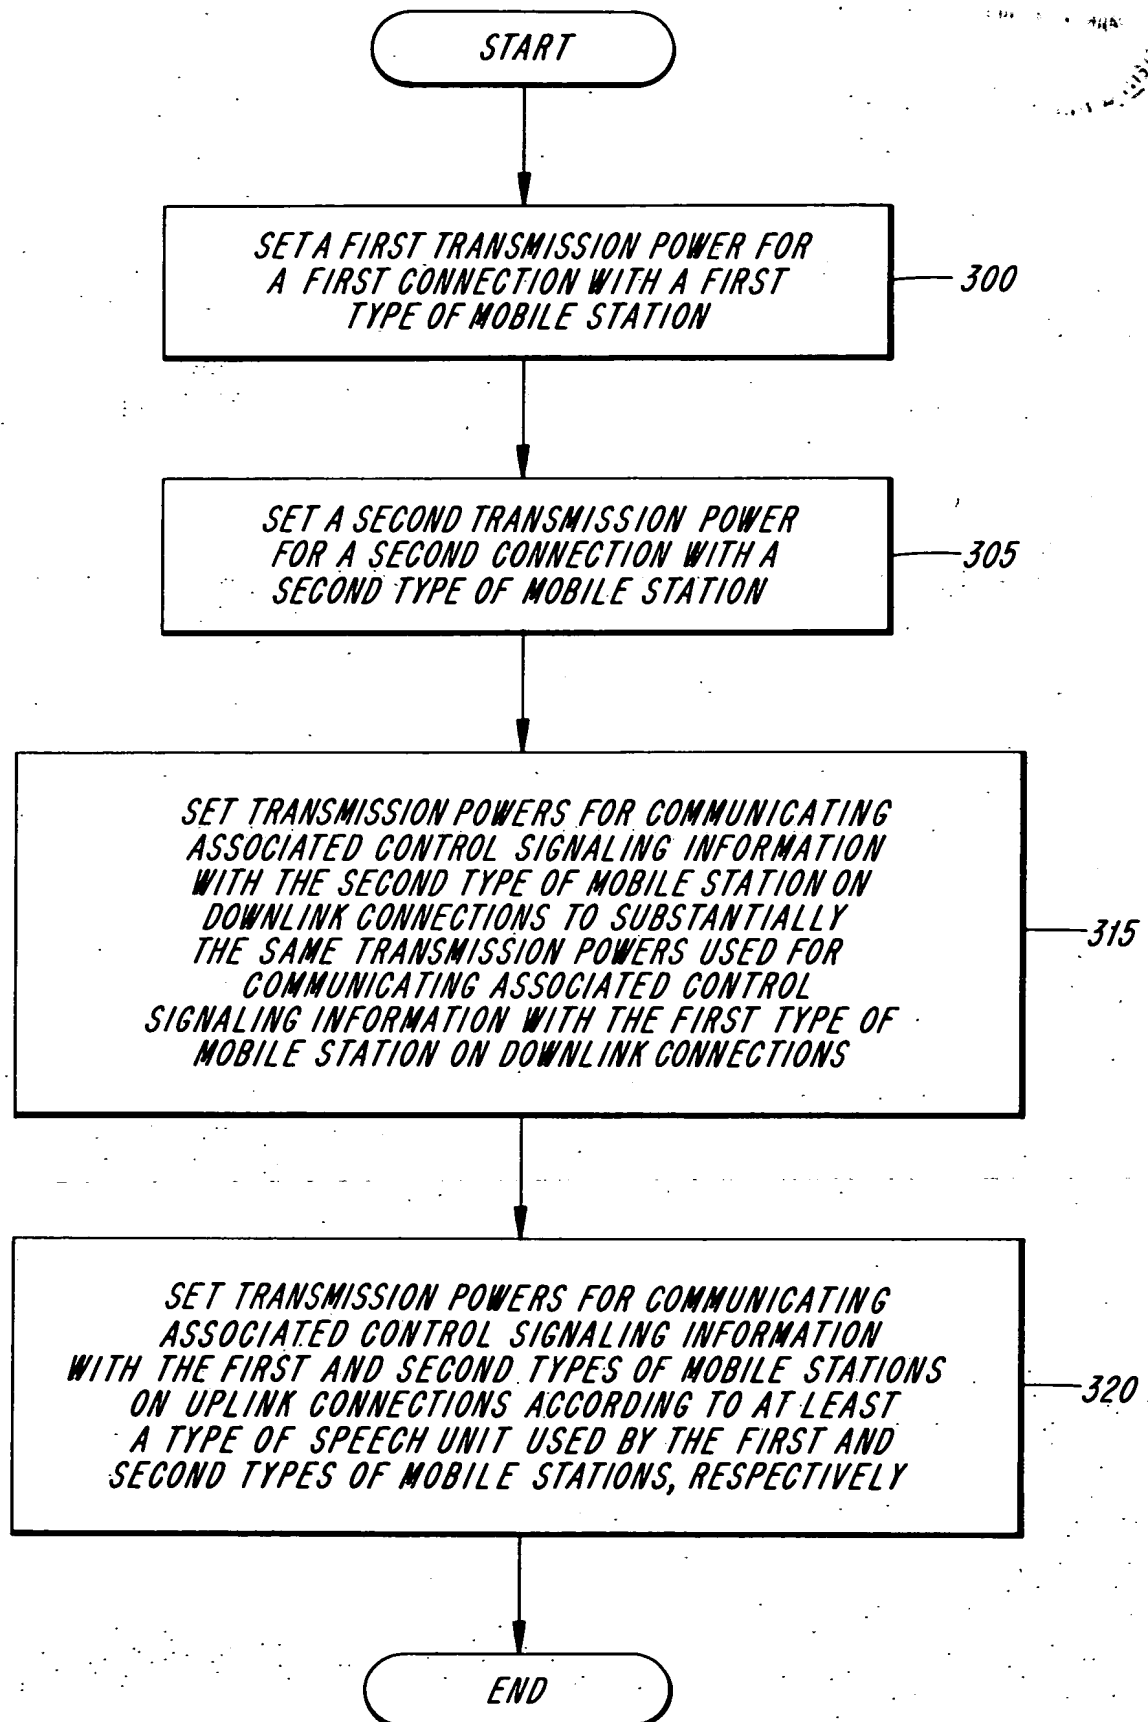 START
SET A FIRST TRANSMISSION POWER FOR
A FIRST CONNECTION WITH A FIRST
TYPE OF MOBILE STATION
300
SET A SECOND TRANSMISSION POWER
FOR A SECOND CONNECTION WITH A
SECOND TYPE OF MOBILE STATION
305
SET TRANSMISSION POWERS FOR COMMUNICATING
ASSOCIATED CONTROL SIGNALING INFORMATION
WITH THE SECOND TYPE OF MOBILE STATION ON
DOWNLINK CONNECTIONS TO SUBSTANTIALLY
THE SAME TRANSMISSION POWERS USED FOR
COMMUNICATING ASSOCIATED CONTROL
SIGNALING INFORMATION WITH THE FIRST TYPE OF
MOBILE STATION ON DOWNLINK CONNECTIONS
315
SET TRANSMISSION POWERS FOR COMMUNICATING
ASSOCIATED CONTROL SIGNALING INFORMATION
WITH THE FIRST AND SECOND TYPES OF MOBILE STATIONS
ON UPLINK CONNECTIONS ACCORDING TO AT LEAST
A TYPE OF SPEECH UNIT USED BY THE FIRST AND
SECOND TYPES OF MOBILE STATIONS, RESPECTIVELY
320
END